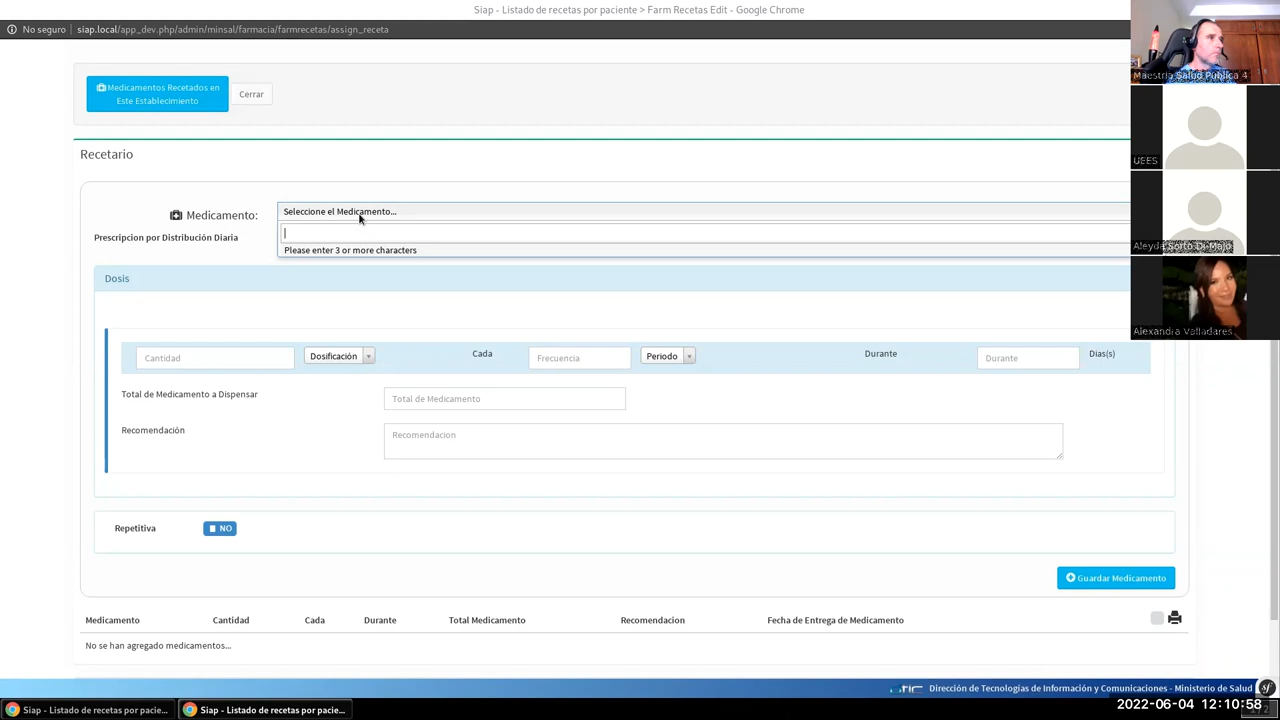 Siap - Listado de recetas por paciente > Farm Recetas Edit - Google Chrome
No seguro | siap.local/app_dev.php/admin/minsal/farmacia/farmrecetas/assign_receta
Medicamentos Recetados en
Este Establecimiento
Cerrar
Maestria Salud Publica 4
UEES
Aleyda Sorto Di Majo
Alexandra Valladares
Recetario
Medicamento:
Seleccione el Medicamento...
Prescripcion por Distribución Diaria
Please enter 3 or more characters
Dosis
Cantidad Dosificación Cada Frecuencia Periodo Durante Durante Dias(s)
Total de Medicamento a Dispensar Total de Medicamento
Recomendación Recomendacion
Repetitiva NO
Guardar Medicamento
Medicamento Cantidad Cada Durante Total Medicamento Recomendacion Fecha de Entrega de Medicamento
No se han agregado medicamentos...
Dirección de Tecnologías de Información y Comunicaciones - Ministerio de Salud
Siap - Listado de recetas por pacie...
Siap - Listado de recetas por pacie...
2022-06-04 12:10:58